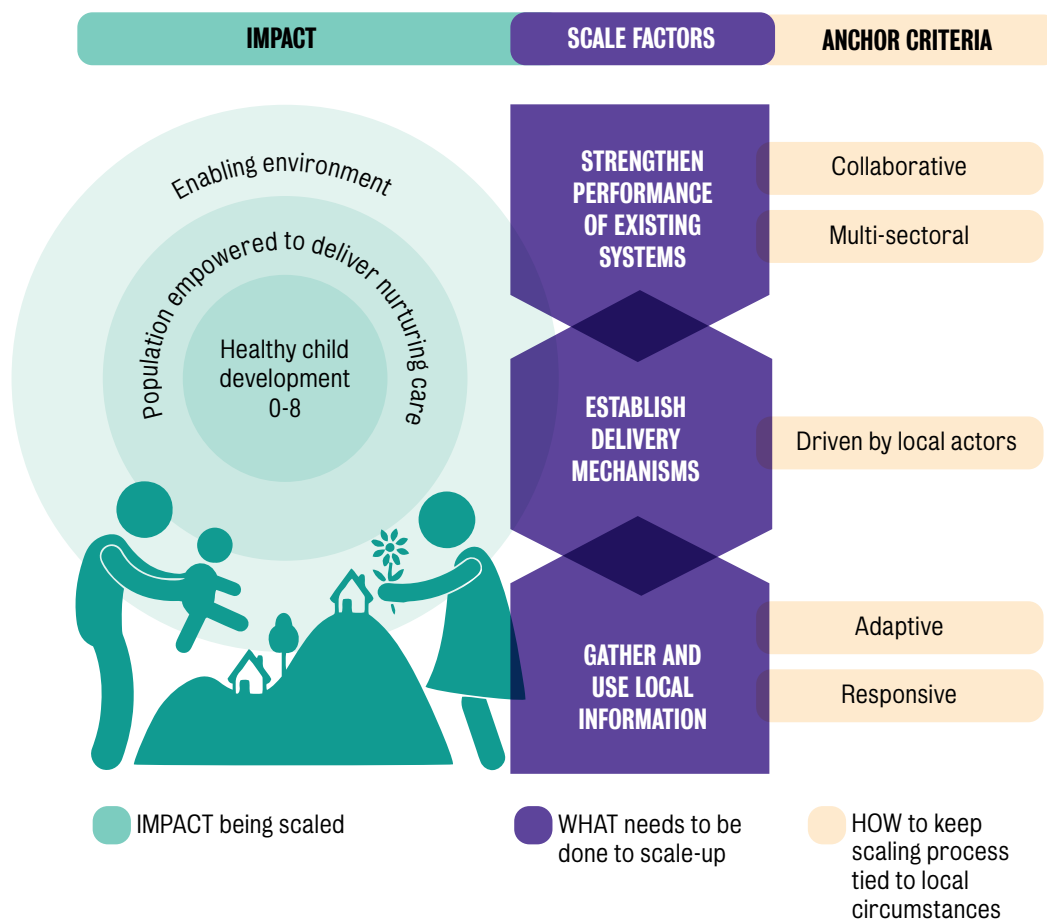 IMPACT
SCALE FACTORS
ANCHOR CRITERIA
Enabling environment
Population empowered to deliver nurturing care
Healthy child
development
0-8
STRENGTHEN
PERFORMANCE
OF EXISTING
SYSTEMS
Collaborative
Multi-sectoral
ESTABLISH
DELIVERY
MECHANISMS
Driven by local actors
GATHER AND
USE LOCAL
INFORMATION
Adaptive
Responsive
IMPACT being scaled
WHAT needs to be
done to scale-up
HOW to keep
scaling process
tied to local
circumstances